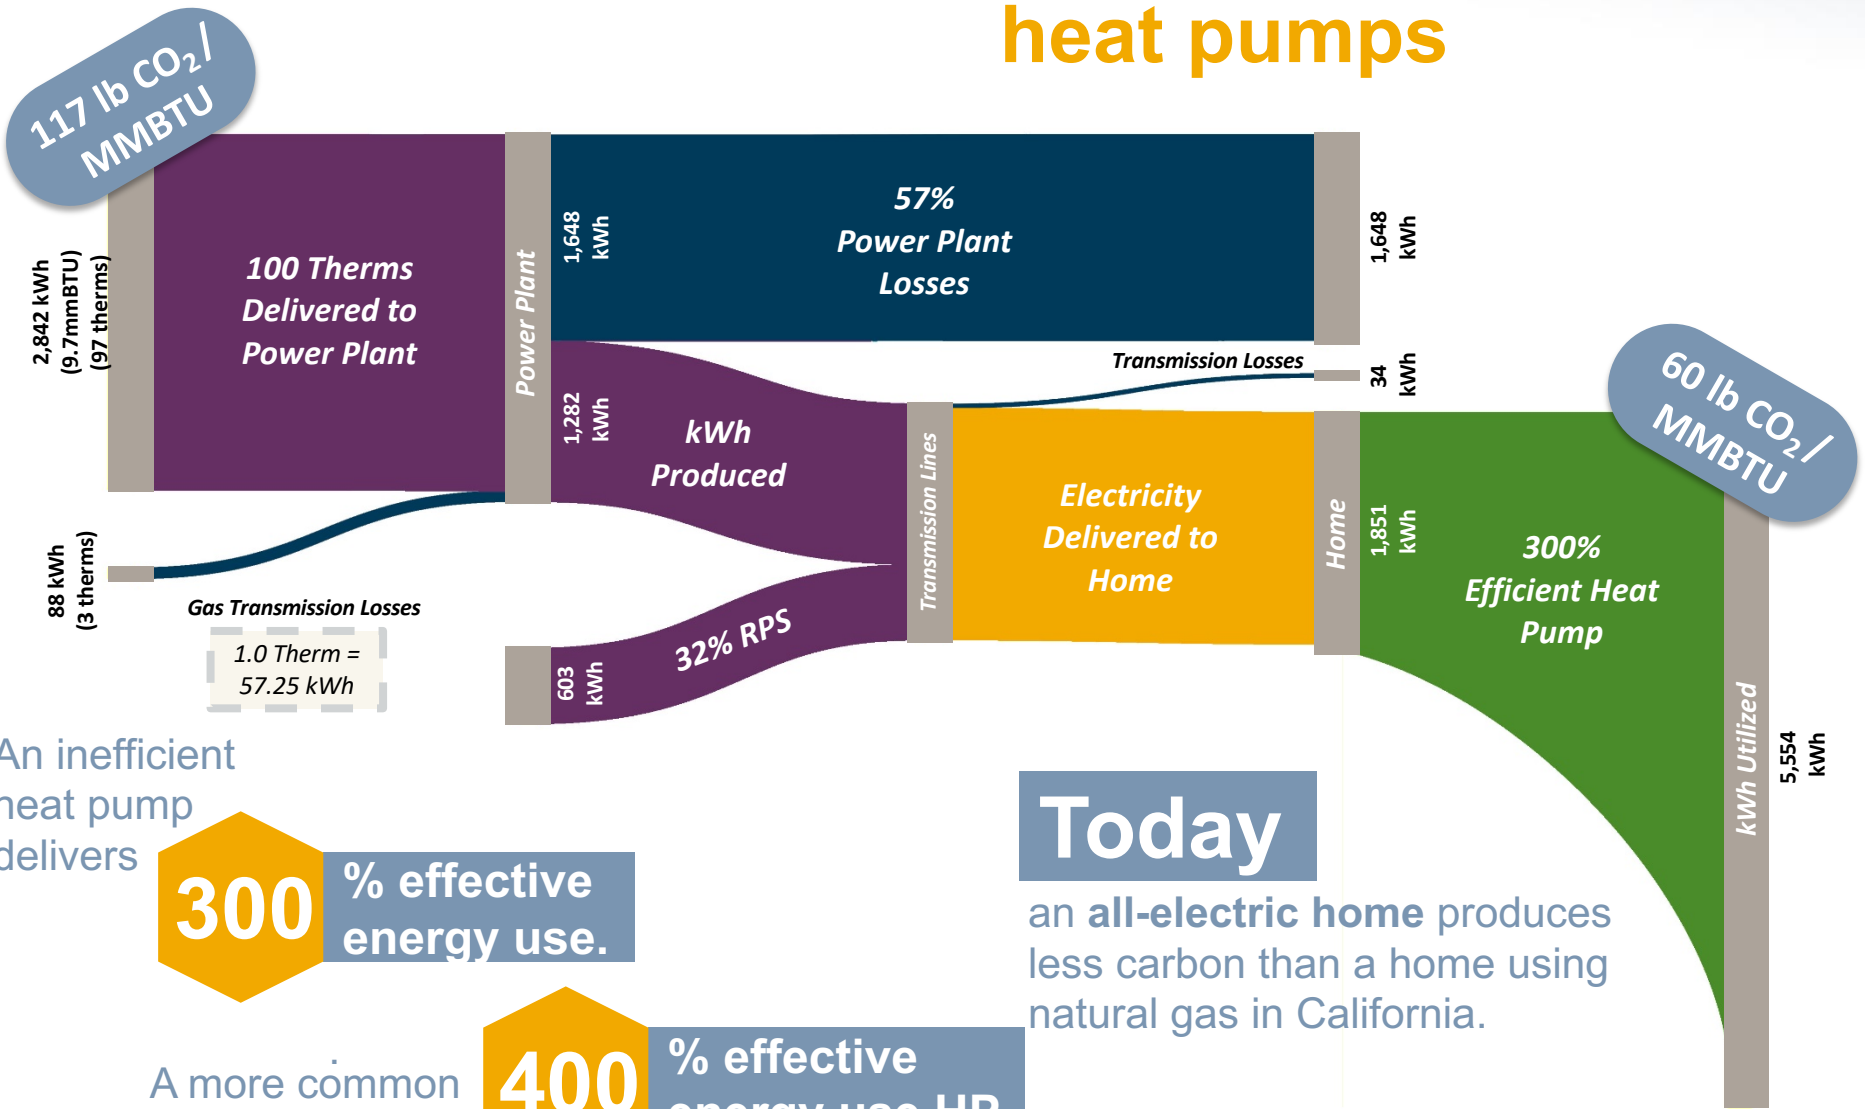 heat pumps
117 lb CO₂ /
MMBTU
2,842 kWh
(9.7mmBTU)
(97 therms)
100 Therms
Delivered to
Power Plant
Power Plant
1,648
kWh
57%
Power Plant
Losses
1,648
kWh
Transmission Losses
34
kWh
60 lb CO₂ /
MMBTU
1,282
kWh
kWh
Produced
Transmission Lines
Electricity
Delivered to
Home
Home
1,851
kWh
300%
Efficient Heat
Pump
88 kWh
(3 therms)
Gas Transmission Losses
1.0 Therm =
57.25 kWh
603
kWh
32% RPS
kWh Utilized
5,554
kWh
An inefficient
heat pump
delivers
300
% effective
energy use.
Today
an all-electric home produces
less carbon than a home using
natural gas in California.
A more common
400
% effective
energy use HP